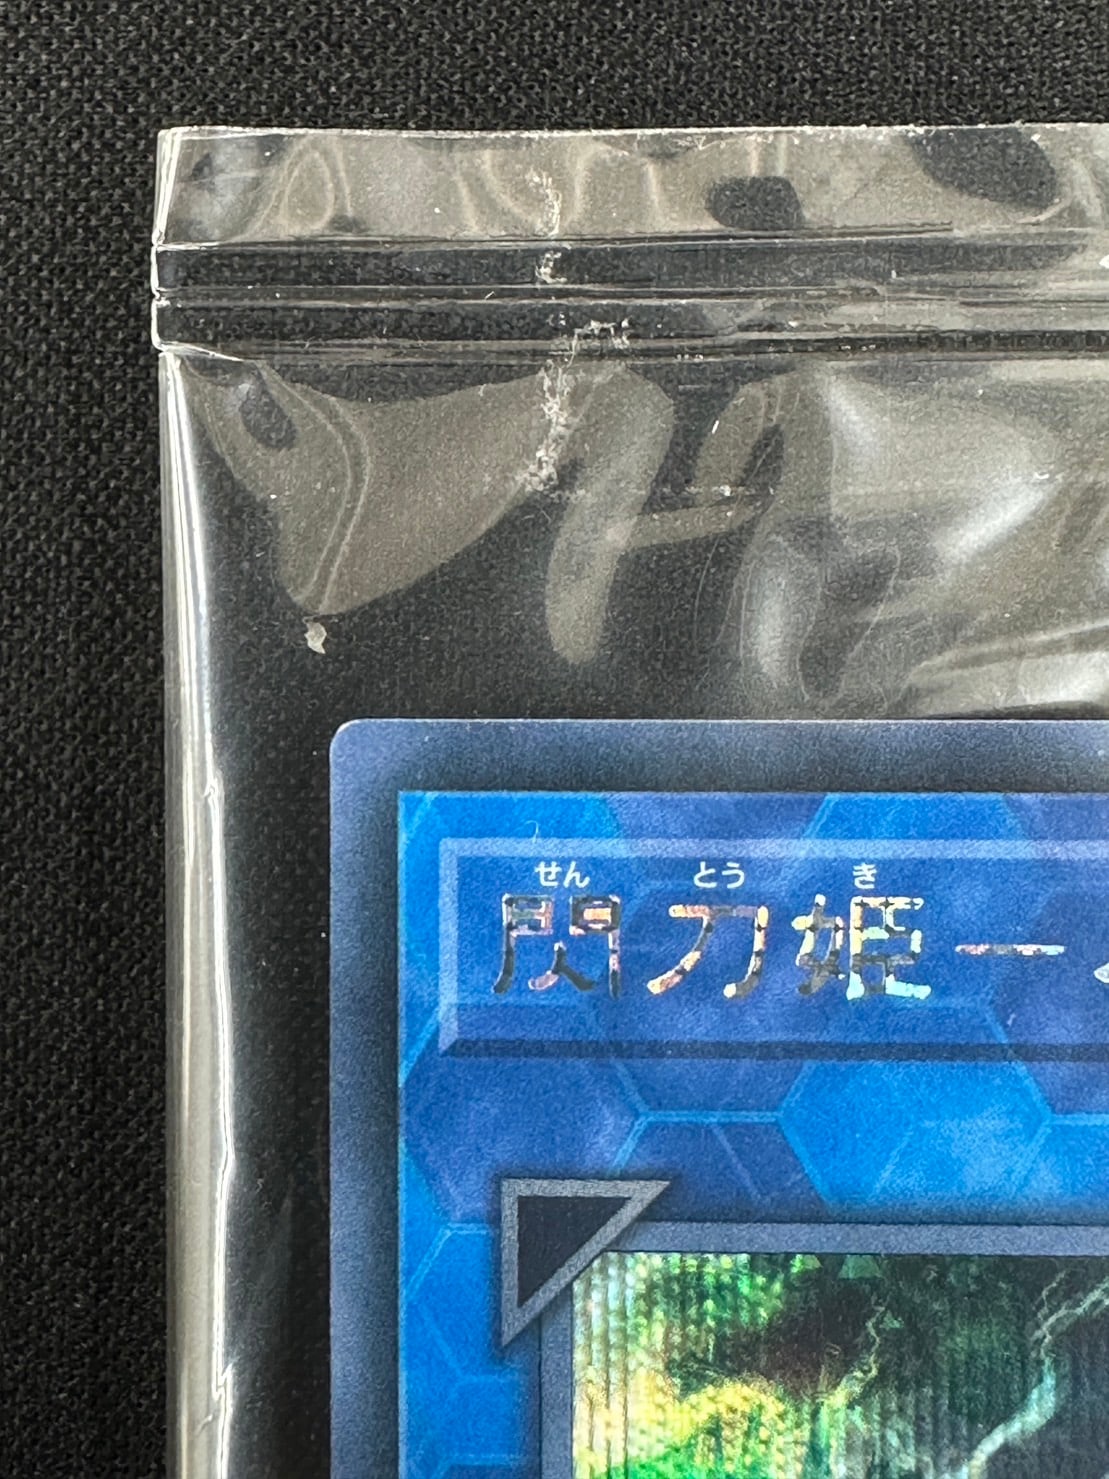 せん とう き
閃刀姫－